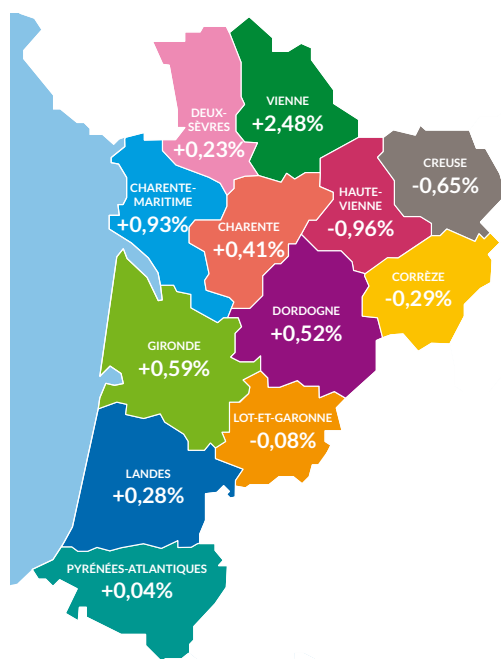 VIENNE
+2,48%
DEUX-
SÈVRES
+0,23%
CREUSE
-0,65%
CHARENTE-
MARITIME
+0,93%
HAUTE-
VIENNE
-0,96%
CHARENTE
+0,41%
CORRÈZE
-0,29%
DORDOGNE
+0,52%
GIRONDE
+0,59%
LOT-ET-GARONNE
-0,08%
LANDES
+0,28%
PYRÉNÉES-ATLANTIQUES
+0,04%